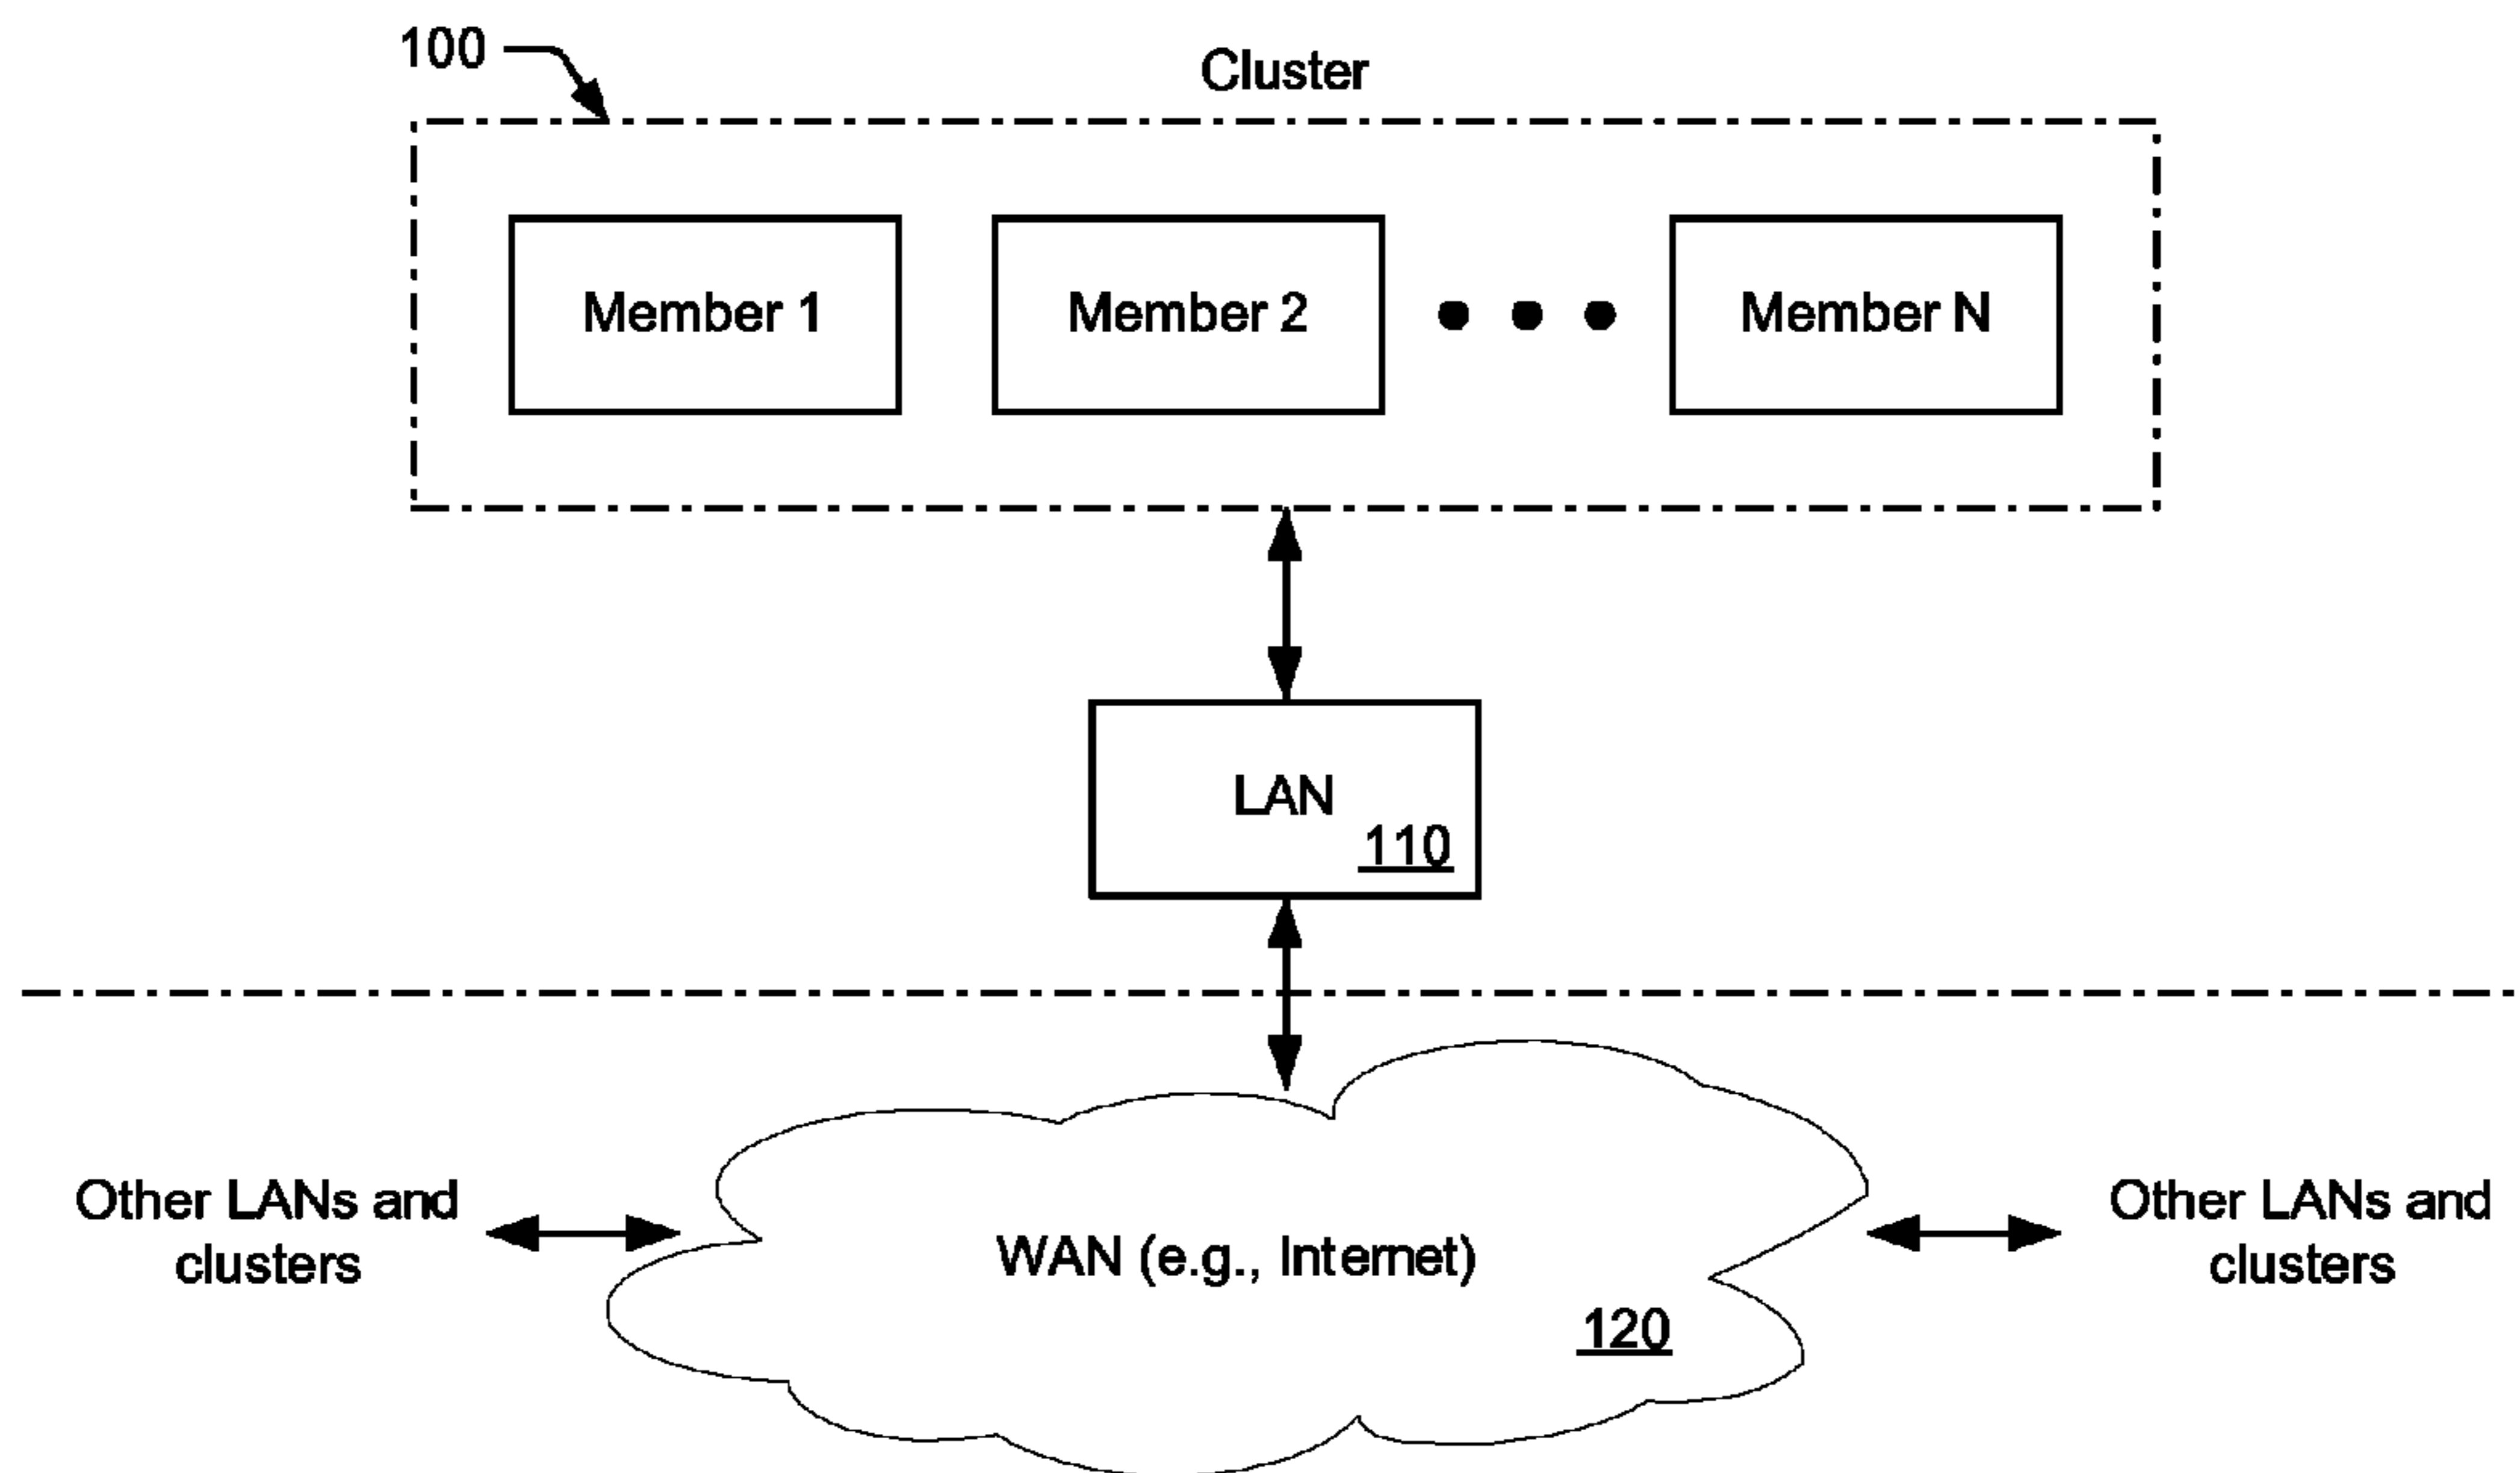 100
Cluster
Member 1
Member 2
Member N
LAN
110
Other LANs and
clusters
WAN (e.g., Internet)
120
Other LANs and
clusters